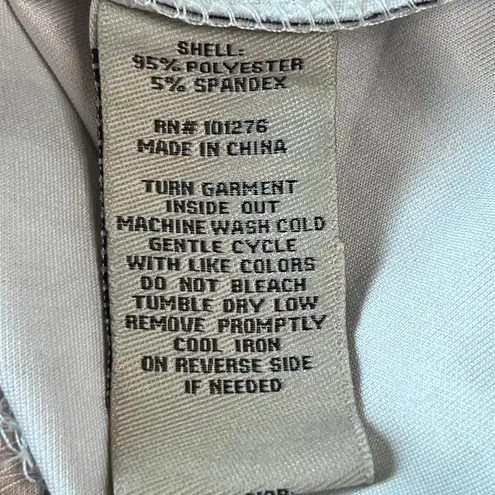 SHELL:
95% POLYESTER
5% SPANDEX
RN# 101276
MADE IN CHINA
TURN GARMENT
INSIDE OUT
MACHINE WASH COLD
GENTLE CYCLE
WITH LIKE COLORS
DO NOT BLEACH
TUMBLE DRY LOW
REMOVE PROMPTLY
COOL IRON
ON REVERSE SIDE
IF NEEDED